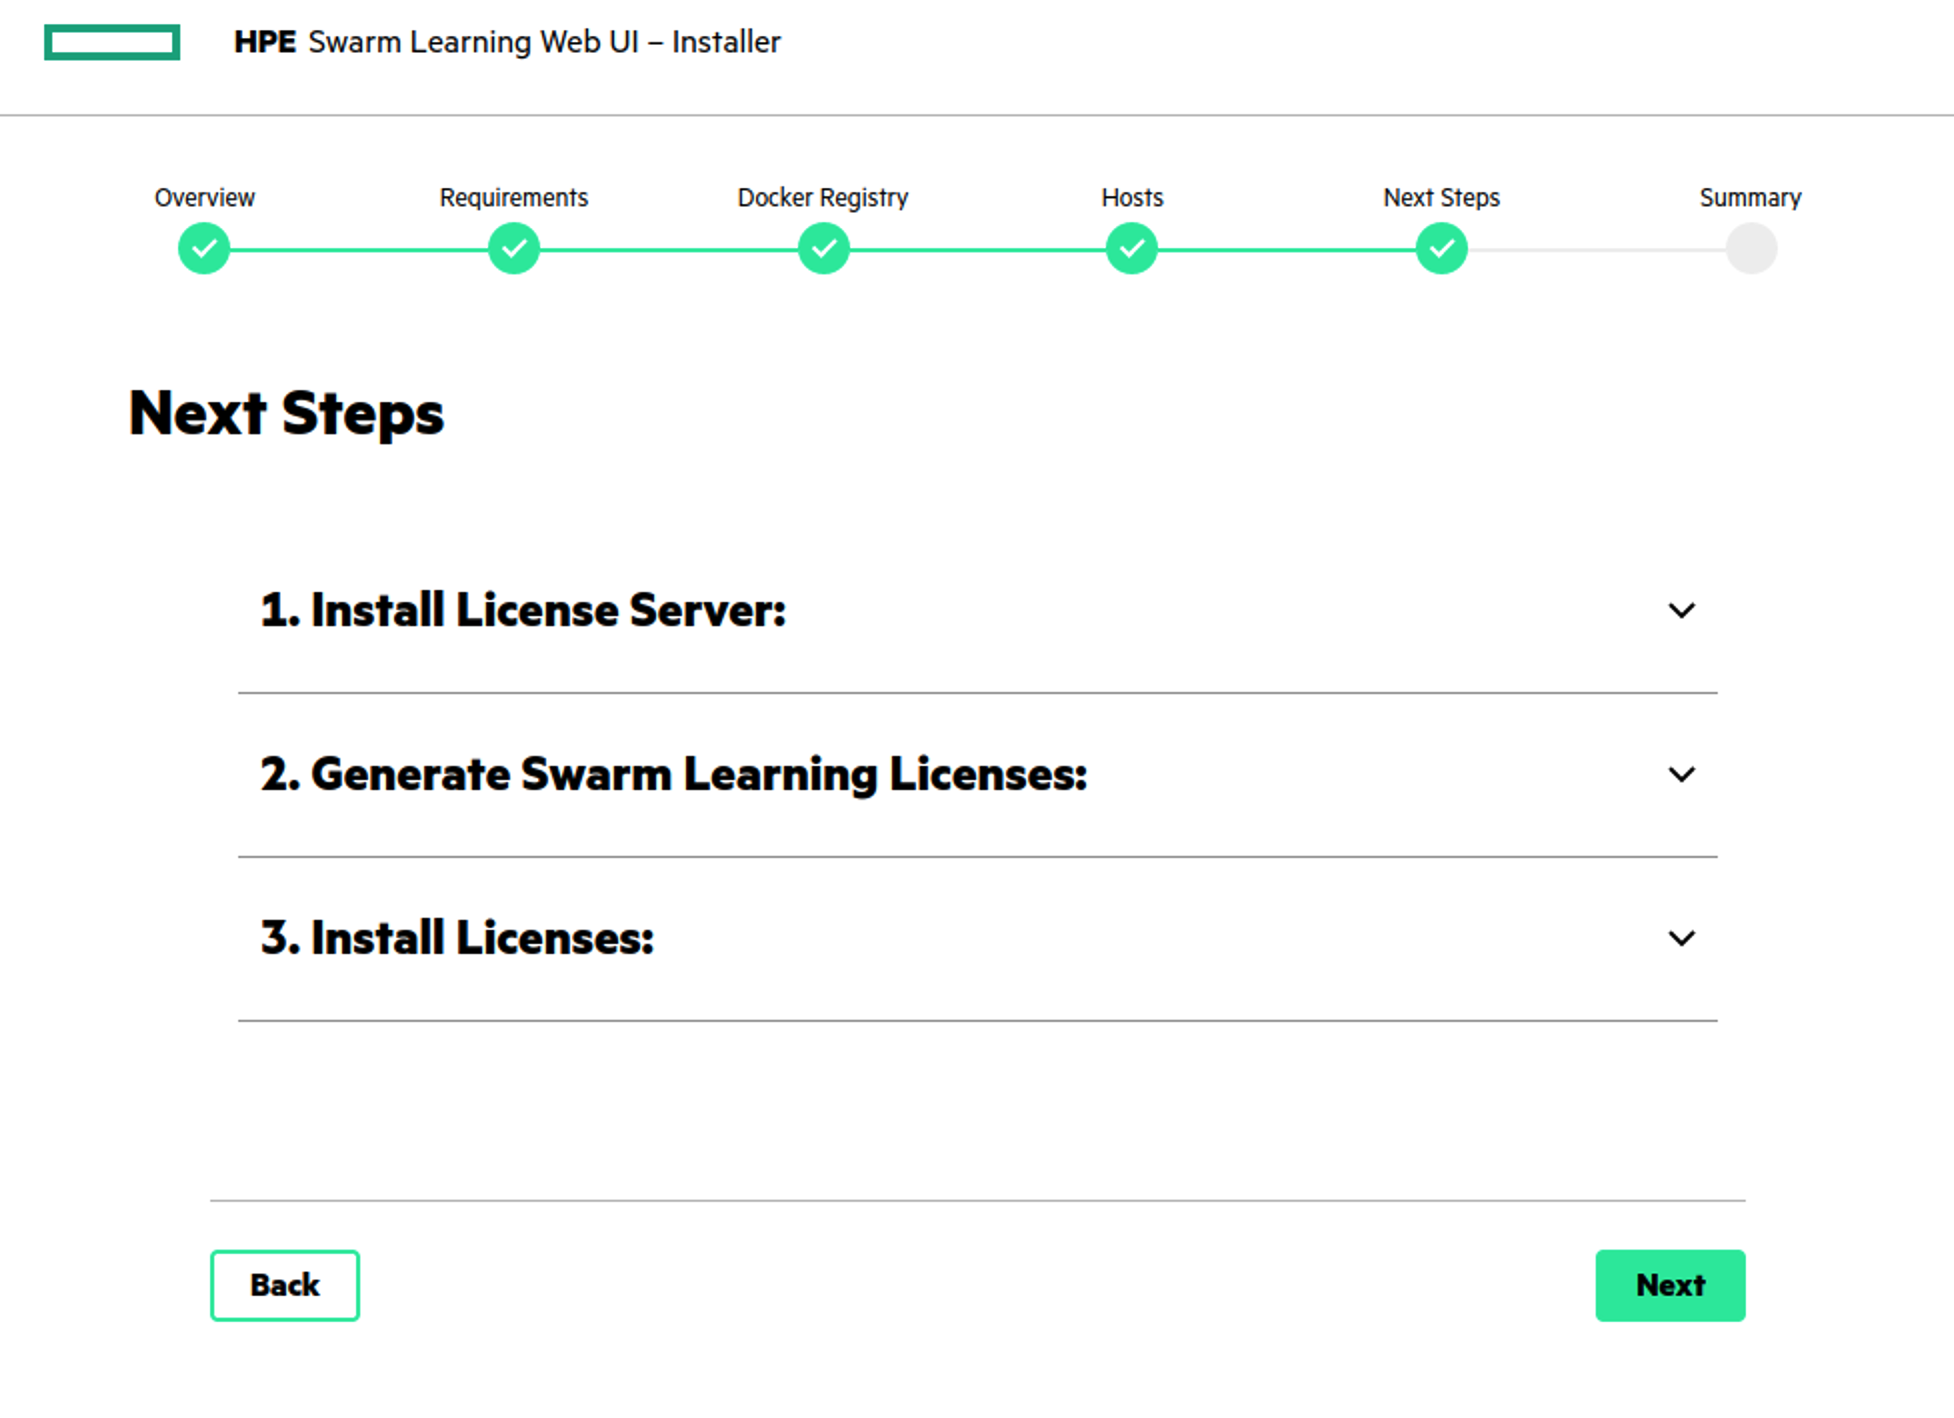 HPE Swarm Learning Web UI – Installer
Overview Requirements Docker Registry Hosts Next Steps Summary
Next Steps
1. Install License Server:
2. Generate Swarm Learning Licenses:
3. Install Licenses:
Back Next